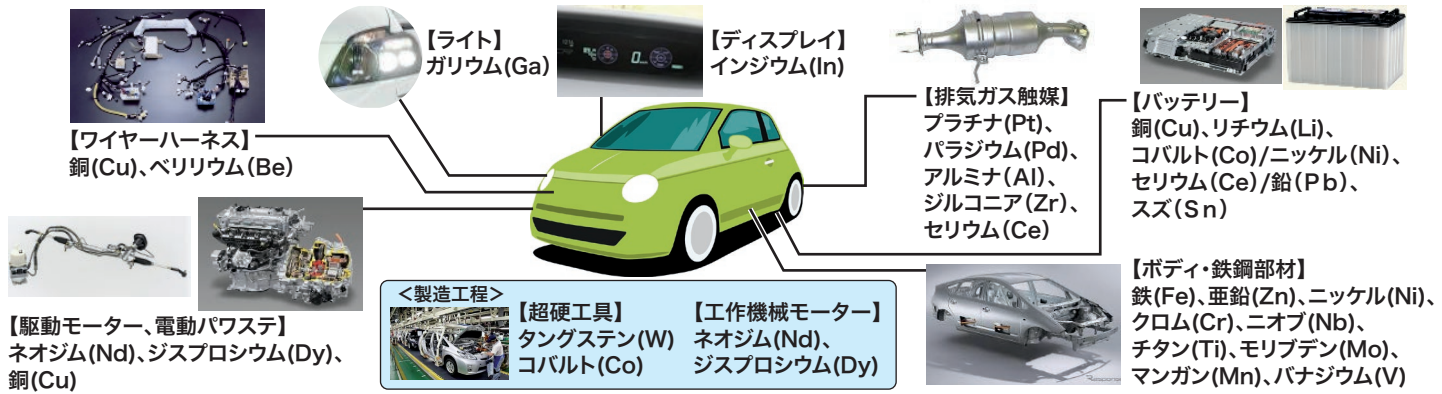 【ライト】
ガリウム(Ga)
【ディスプレイ】
インジウム(In)
【ワイヤーハーネス】
銅(Cu)、ベリリウム(Be)
【排気ガス触媒】
プラチナ(Pt)、
パラジウム(Pd)、
アルミナ(Al)、
ジルコニア(Zr)、
セリウム(Ce)
【バッテリー】
銅(Cu)、リチウム(Li)、
コバルト(Co)/ニッケル(Ni)、
セリウム(Ce)/鉛(Pb)、
スズ(Sn)
【駆動モーター、電動パワステ】
ネオジム(Nd)、ジスプロシウム(Dy)、
銅(Cu)
＜製造工程＞
【超硬工具】
タングステン(W)
コバルト(Co)
【工作機械モーター】
ネオジム(Nd)、
ジスプロシウム(Dy)
【ボディ・鉄鋼部材】
鉄(Fe)、亜鉛(Zn)、ニッケル(Ni)、
クロム(Cr)、ニオブ(Nb)、
チタン(Ti)、モリブデン(Mo)、
マンガン(Mn)、バナジウム(V)
Response